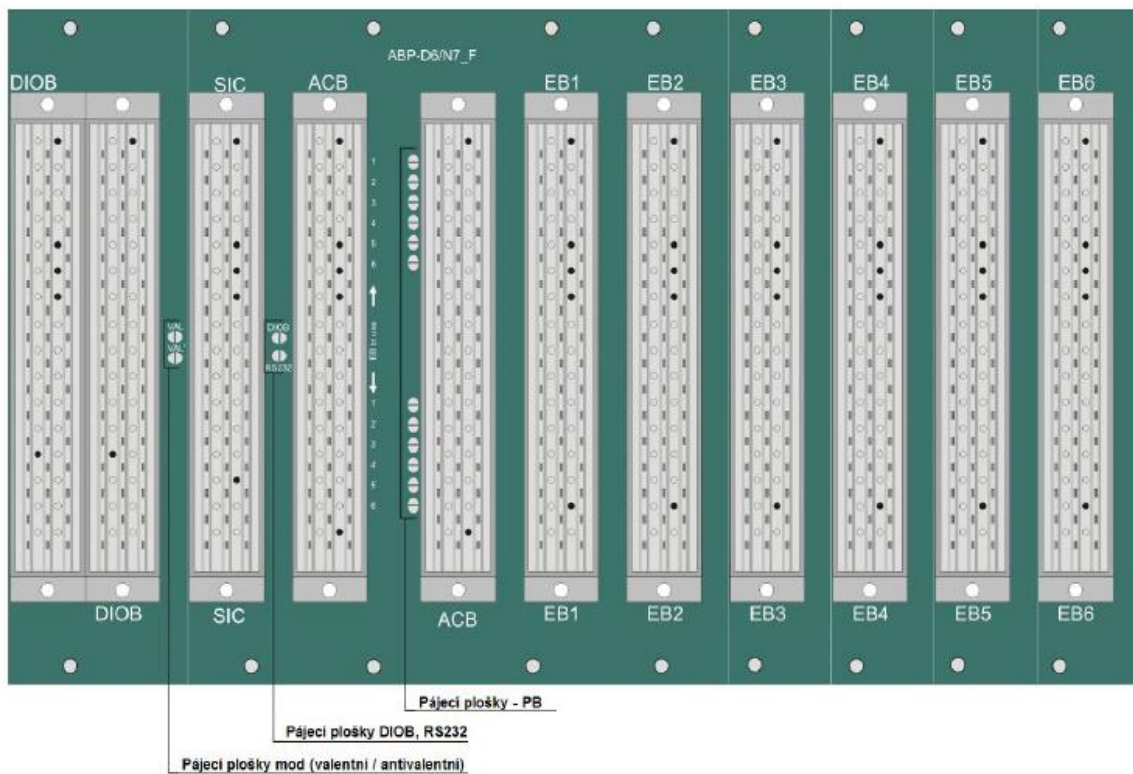 ABP-D6/N7_F
DIOB SIC ACB EB1 EB2 EB3 EB4 EB5 EB6
1
2
3
4
5
6
VAL
VAL'
DIOB
RS232
1
2
3
4
5
6
DIOB SIC ACB EB1 EB2 EB3 EB4 EB5 EB6
Pájecí plošky - PB
Pájecí plošky DIOB, RS232
Pájecí plošky mod (valentní / antivalentní)